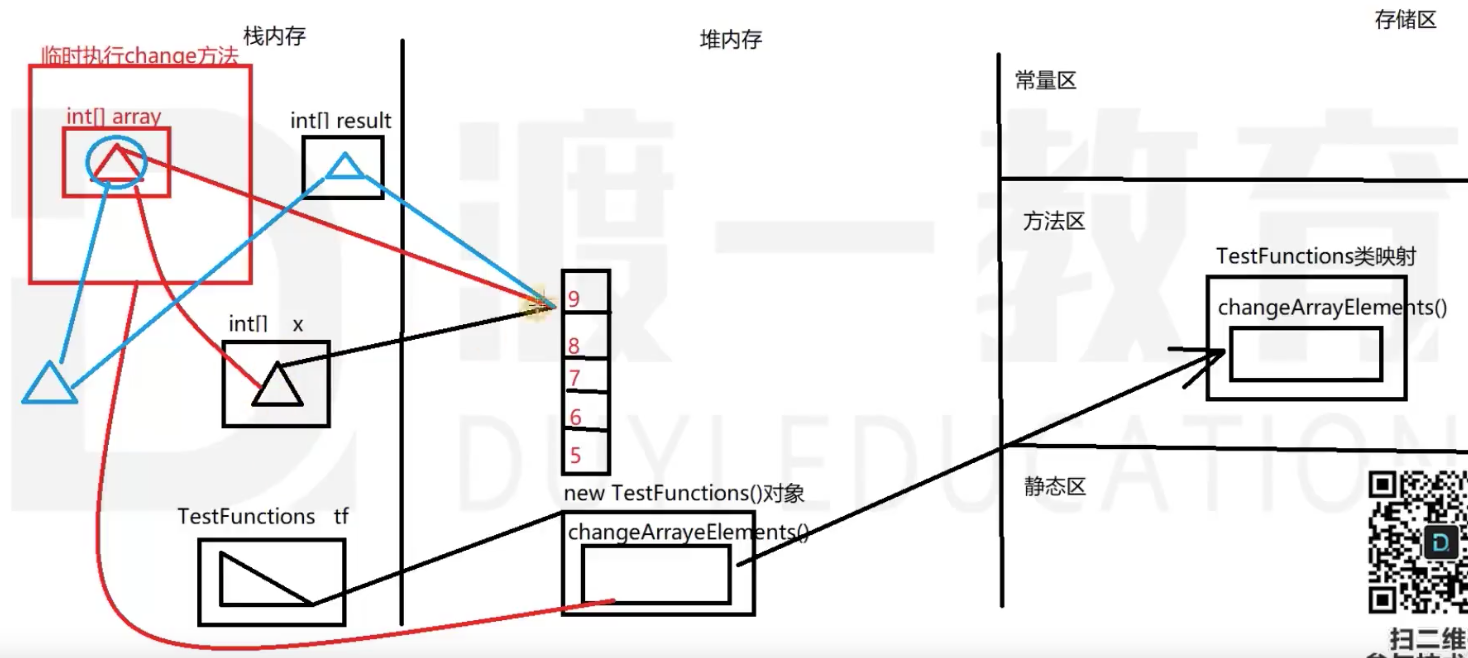 栈内存
堆内存
存储区
临时执行change方法
常量区
int[] array
int[] result
方法区
TestFunctions类映射
changeArrayElements()
9
int[] x
8
7
6
5
渡一教育
DUYI EDUCATION
静态区
new TestFunctions()对象
TestFunctions tf
changeArrayeElements()
D
扫二维